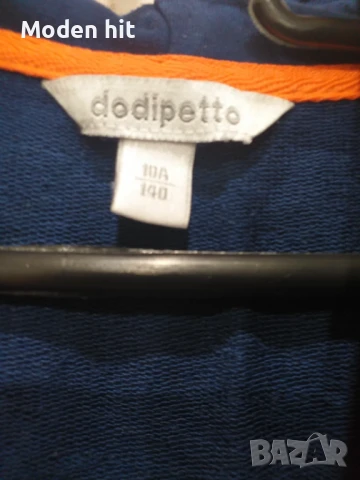 Moden hit
dodipetto
10A
140
BAZAR